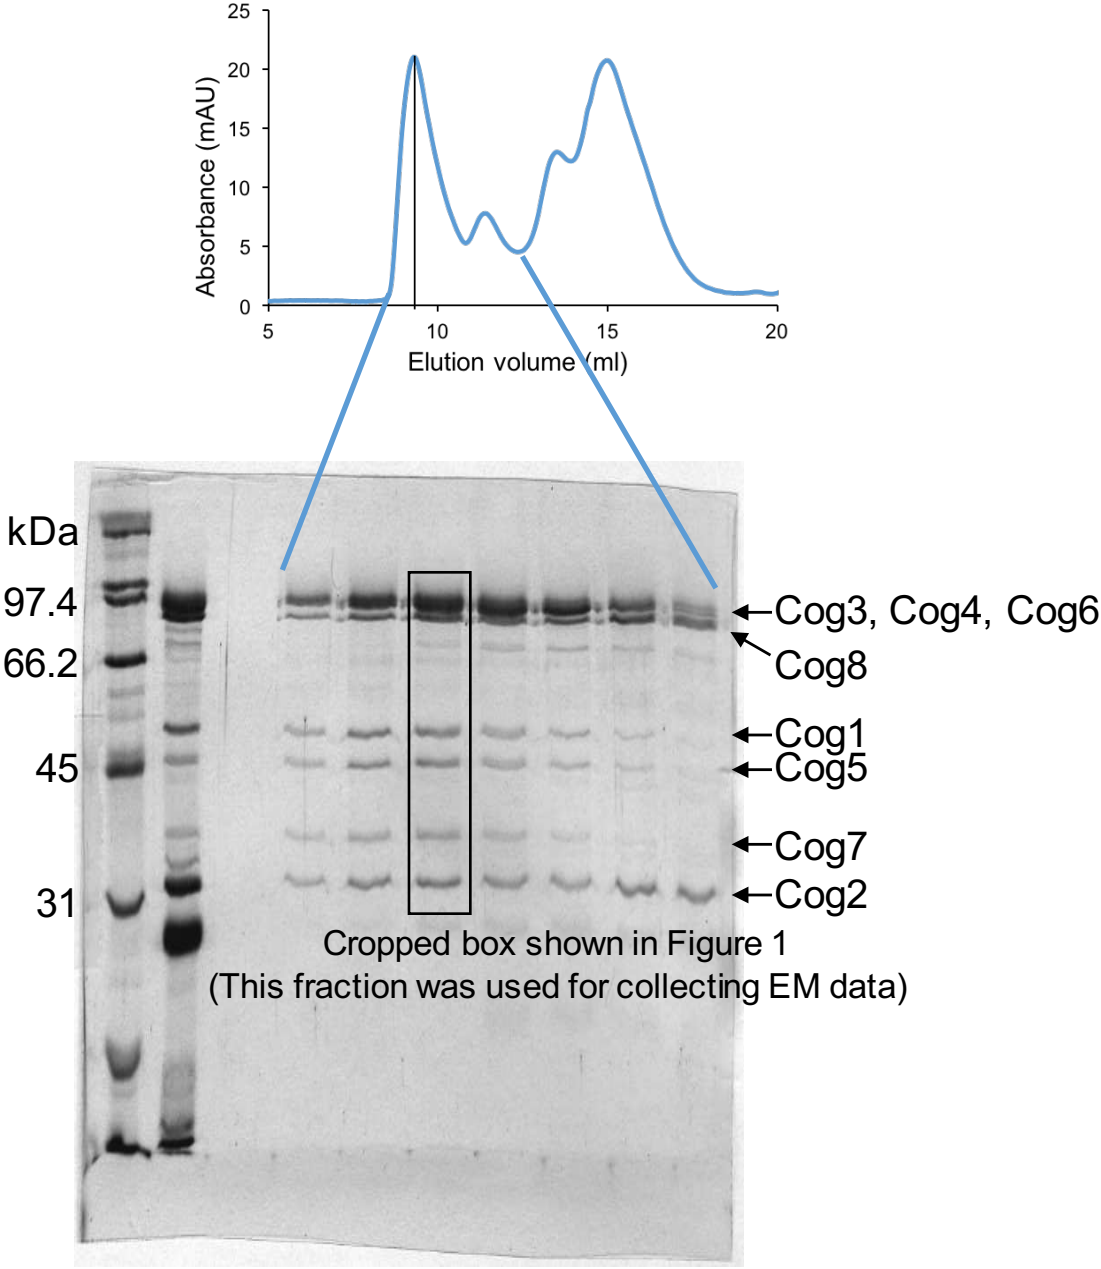 25
20
15
10
5
0
Absorbance (mAU)
5 10 15 20
Elution volume (ml)
kDa
97.4
66.2
45
31
Cog3, Cog4, Cog6
Cog8
Cog1
Cog5
Cog7
Cog2
Cropped box shown in Figure 1
(This fraction was used for collecting EM data)